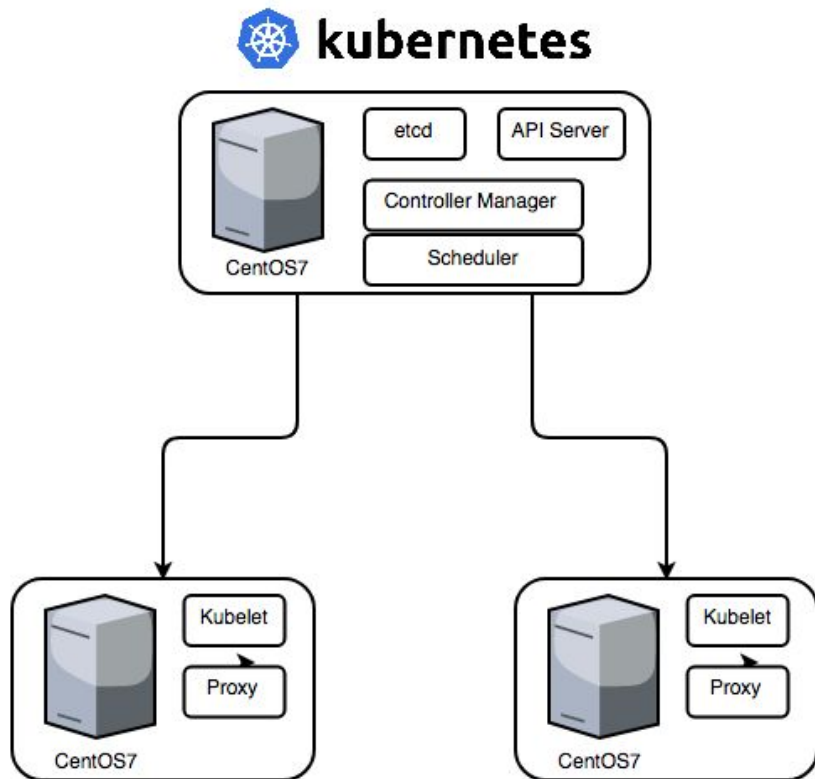 kubernetes
etcd
API Server
Controller Manager
Scheduler
CentOS7
Kubelet
Proxy
CentOS7
Kubelet
Proxy
CentOS7